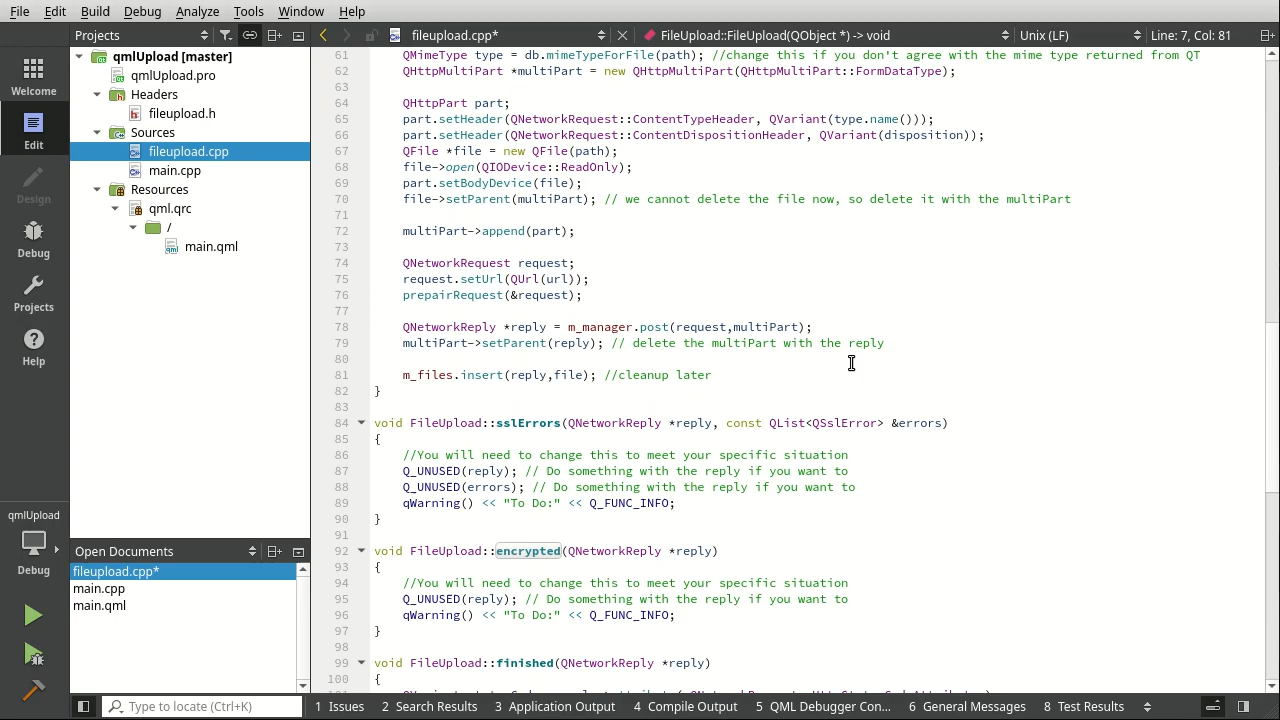 File Edit Build Debug Analyze Tools Window Help
Projects
fileupload.cpp*
FileUpload::FileUpload(QObject *) -> void
Unix (LF)
Line: 7, Col: 81
Welcome
Edit
Design
Debug
Projects
Help
qmlUpload
Debug
qmlUpload [master]
qmlUpload.pro
Headers
fileupload.h
Sources
fileupload.cpp
main.cpp
Resources
qml.qrc
/
main.qml
Open Documents
fileupload.cpp*
main.cpp
main.qml
61 QMimeType type = db.mimeTypeForFile(path); //change this if you don't agree with the mime type returned from QT
62 QHttpMultiPart *multiPart = new QHttpMultiPart(QHttpMultiPart::FormDataType);
63
64 QHttpPart part;
65 part.setHeader(QNetworkRequest::ContentTypeHeader, QVariant(type.name()));
66 part.setHeader(QNetworkRequest::ContentDispositionHeader, QVariant(disposition));
67 QFile *file = new QFile(path);
68 file->open(QIODevice::ReadOnly);
69 part.setBodyDevice(file);
70 file->setParent(multiPart); // we cannot delete the file now, so delete it with the multiPart
71
72 multiPart->append(part);
73
74 QNetworkRequest request;
75 request.setUrl(QUrl(url));
76 prepairRequest(&request);
77
78 QNetworkReply *reply = m_manager.post(request,multiPart);
79 multiPart->setParent(reply); // delete the multiPart with the reply
80
81 m_files.insert(reply,file); //cleanup later
82 }
83
84 void FileUpload::sslErrors(QNetworkReply *reply, const QList<QSslError> &errors)
85 {
86 //You will need to change this to meet your specific situation
87 Q_UNUSED(reply); // Do something with the reply if you want to
88 Q_UNUSED(errors); // Do something with the reply if you want to
89 qWarning() << "To Do:" << Q_FUNC_INFO;
90 }
91
92 void FileUpload::encrypted(QNetworkReply *reply)
93 {
94 //You will need to change this to meet your specific situation
95 Q_UNUSED(reply); // Do something with the reply if you want to
96 qWarning() << "To Do:" << Q_FUNC_INFO;
97 }
98
99 void FileUpload::finished(QNetworkReply *reply)
100 {
Type to locate (Ctrl+K)
1 Issues 2 Search Results 3 Application Output 4 Compile Output 5 QML Debugger Con... 6 General Messages 8 Test Results